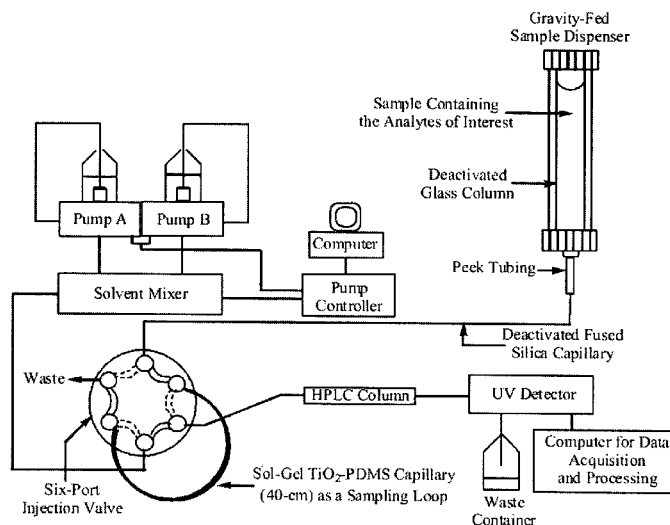 Gravity-Fed
Sample Dispenser
Sample Containing
the Analytes of Interest
Deactivated
Glass Column
Pump A
Pump B
Computer
Peek Tubing
Solvent Mixer
Pump
Controller
Deactivated Fused
Silica Capillary
Waste
HPLC Column
UV Detector
Six-Port
Injection Valve
Sol-Gel TiO2-PDMS Capillary
(40-cm) as a Sampling Loop
Waste
Container
Computer for Data
Acquisition
and Processing